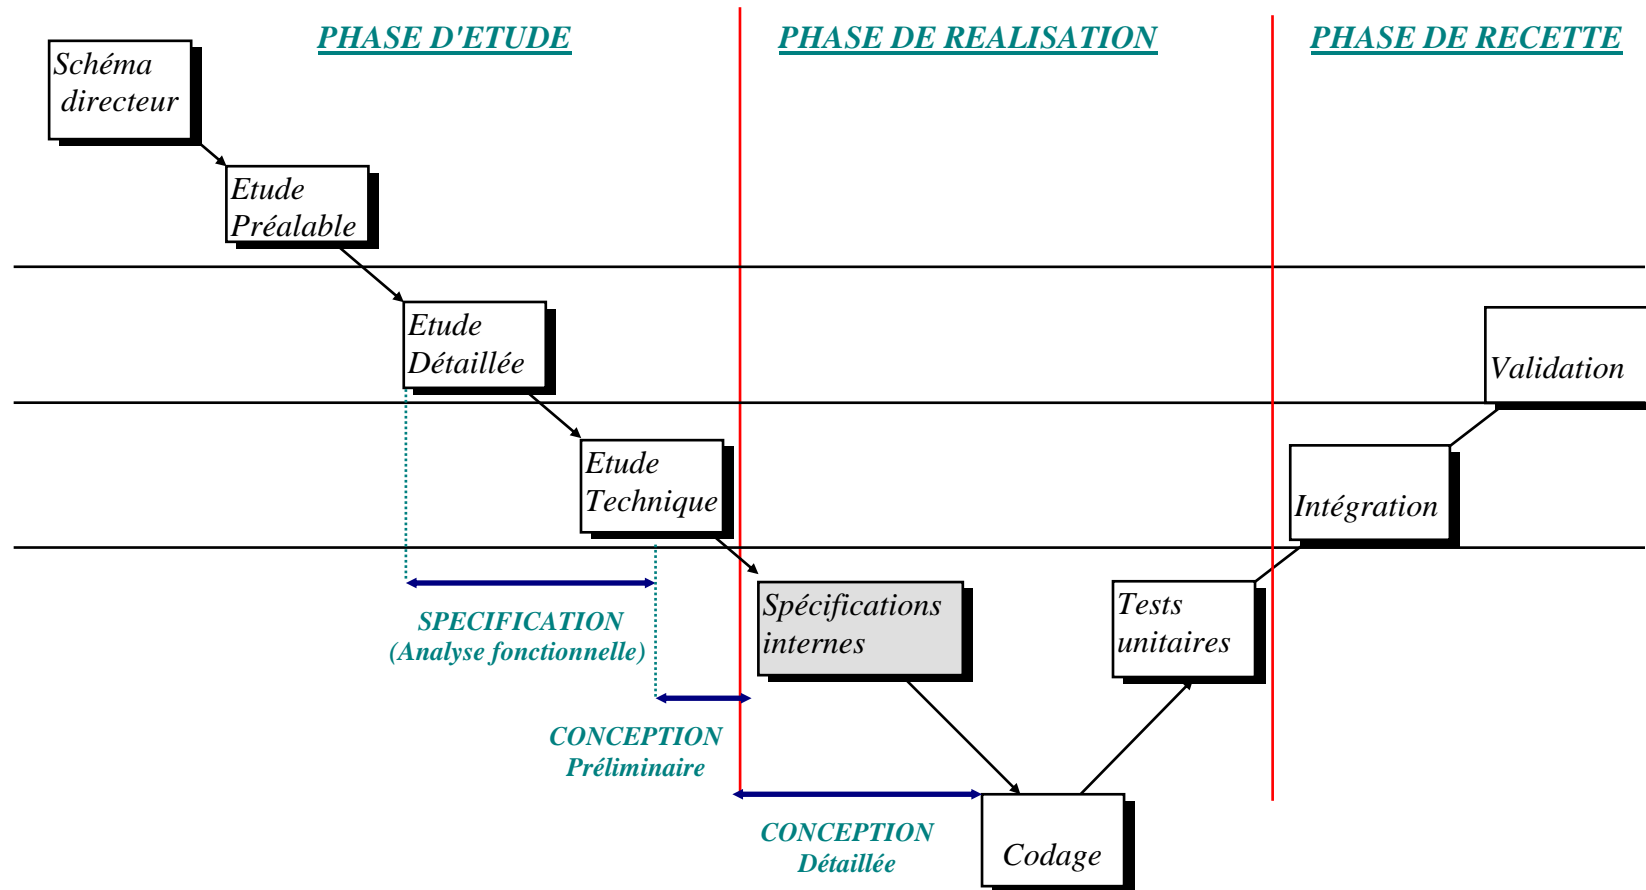 PHASE D'ETUDE
PHASE DE REALISATION
PHASE DE RECETTE
Schéma
directeur
Etude
Préalable
Etude
Détaillée
Validation
Etude
Technique
Intégration
Spécifications
internes
Tests
unitaires
SPECIFICATION
(Analyse fonctionnelle)
CONCEPTION
Préliminaire
CONCEPTION
Détaillée
Codage